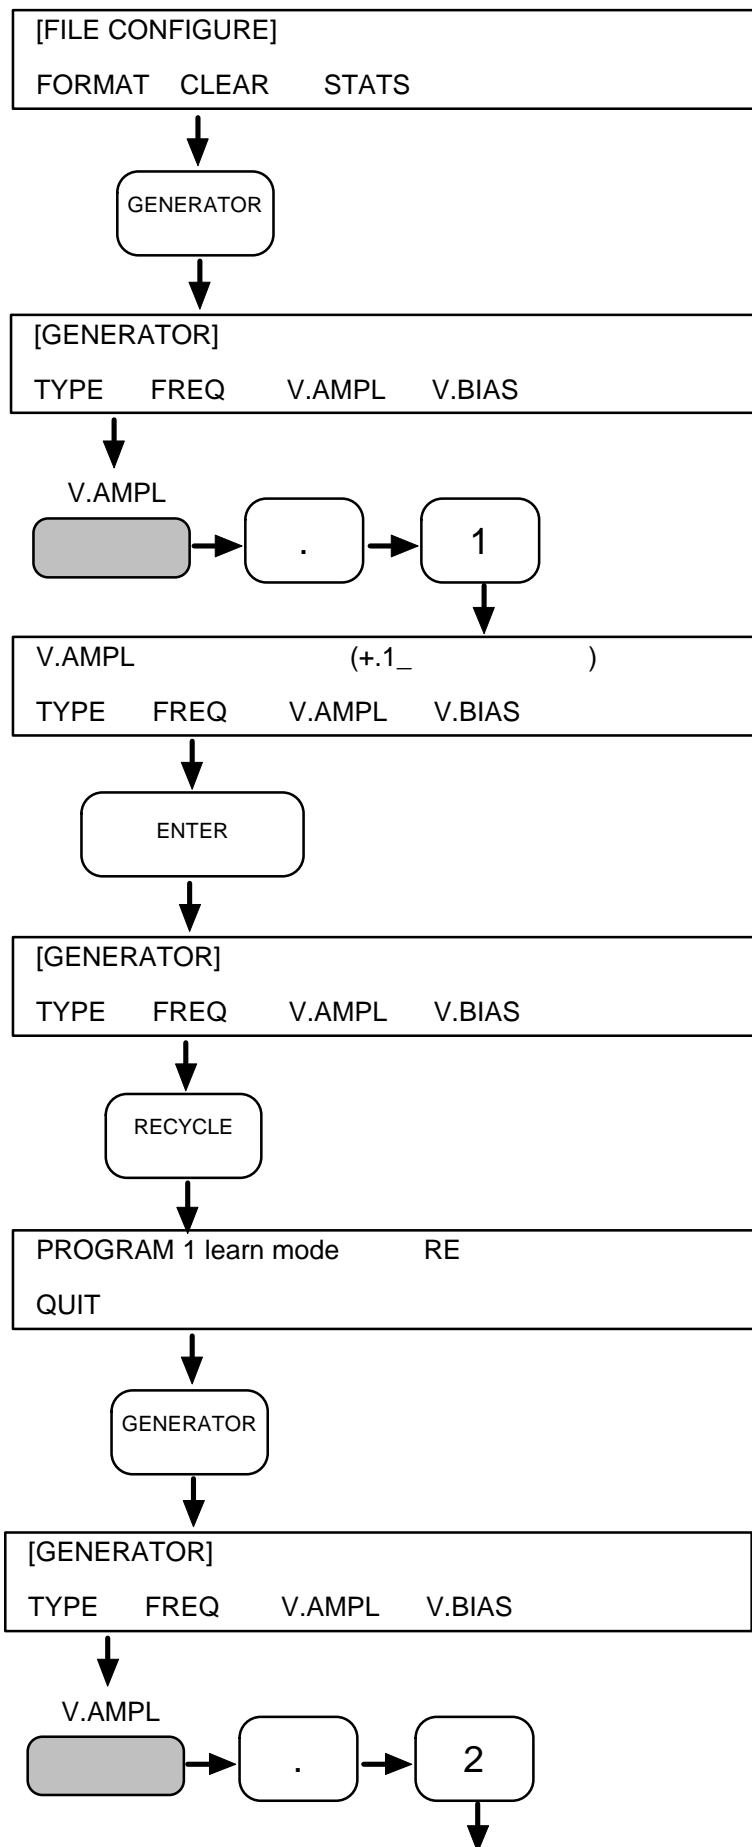 [FILE CONFIGURE]
FORMAT CLEAR STATS
GENERATOR
[GENERATOR]
TYPE FREQ V.AMPL V.BIAS
V.AMPL
. 1
V.AMPL (+.1_ )
TYPE FREQ V.AMPL V.BIAS
ENTER
[GENERATOR]
TYPE FREQ V.AMPL V.BIAS
RECYCLE
PROGRAM 1 learn mode RE
QUIT
GENERATOR
[GENERATOR]
TYPE FREQ V.AMPL V.BIAS
V.AMPL
. 2